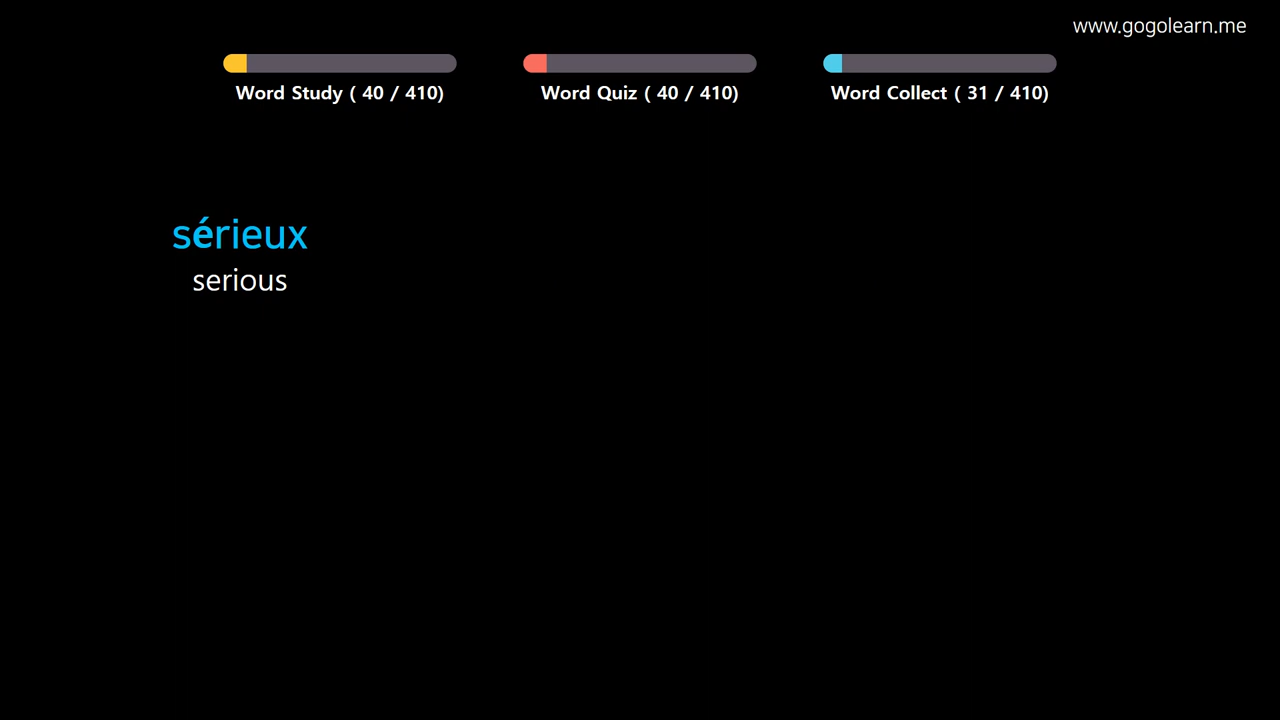 www.gogolearn.me
Word Study ( 40 / 410)
Word Quiz ( 40 / 410)
Word Collect ( 31 / 410)
sérieux
serious